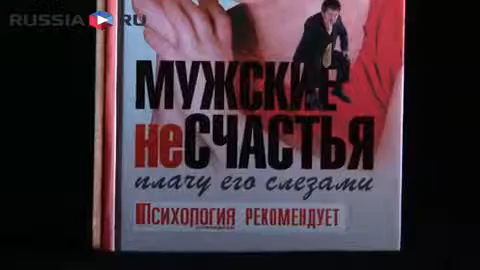 RUSSIA RU
МУЖСКИЕ
неСЧАСТЬЯ
плачу его слезами
ПСИХОЛОГИЯ РЕКОМЕНДУЕТ